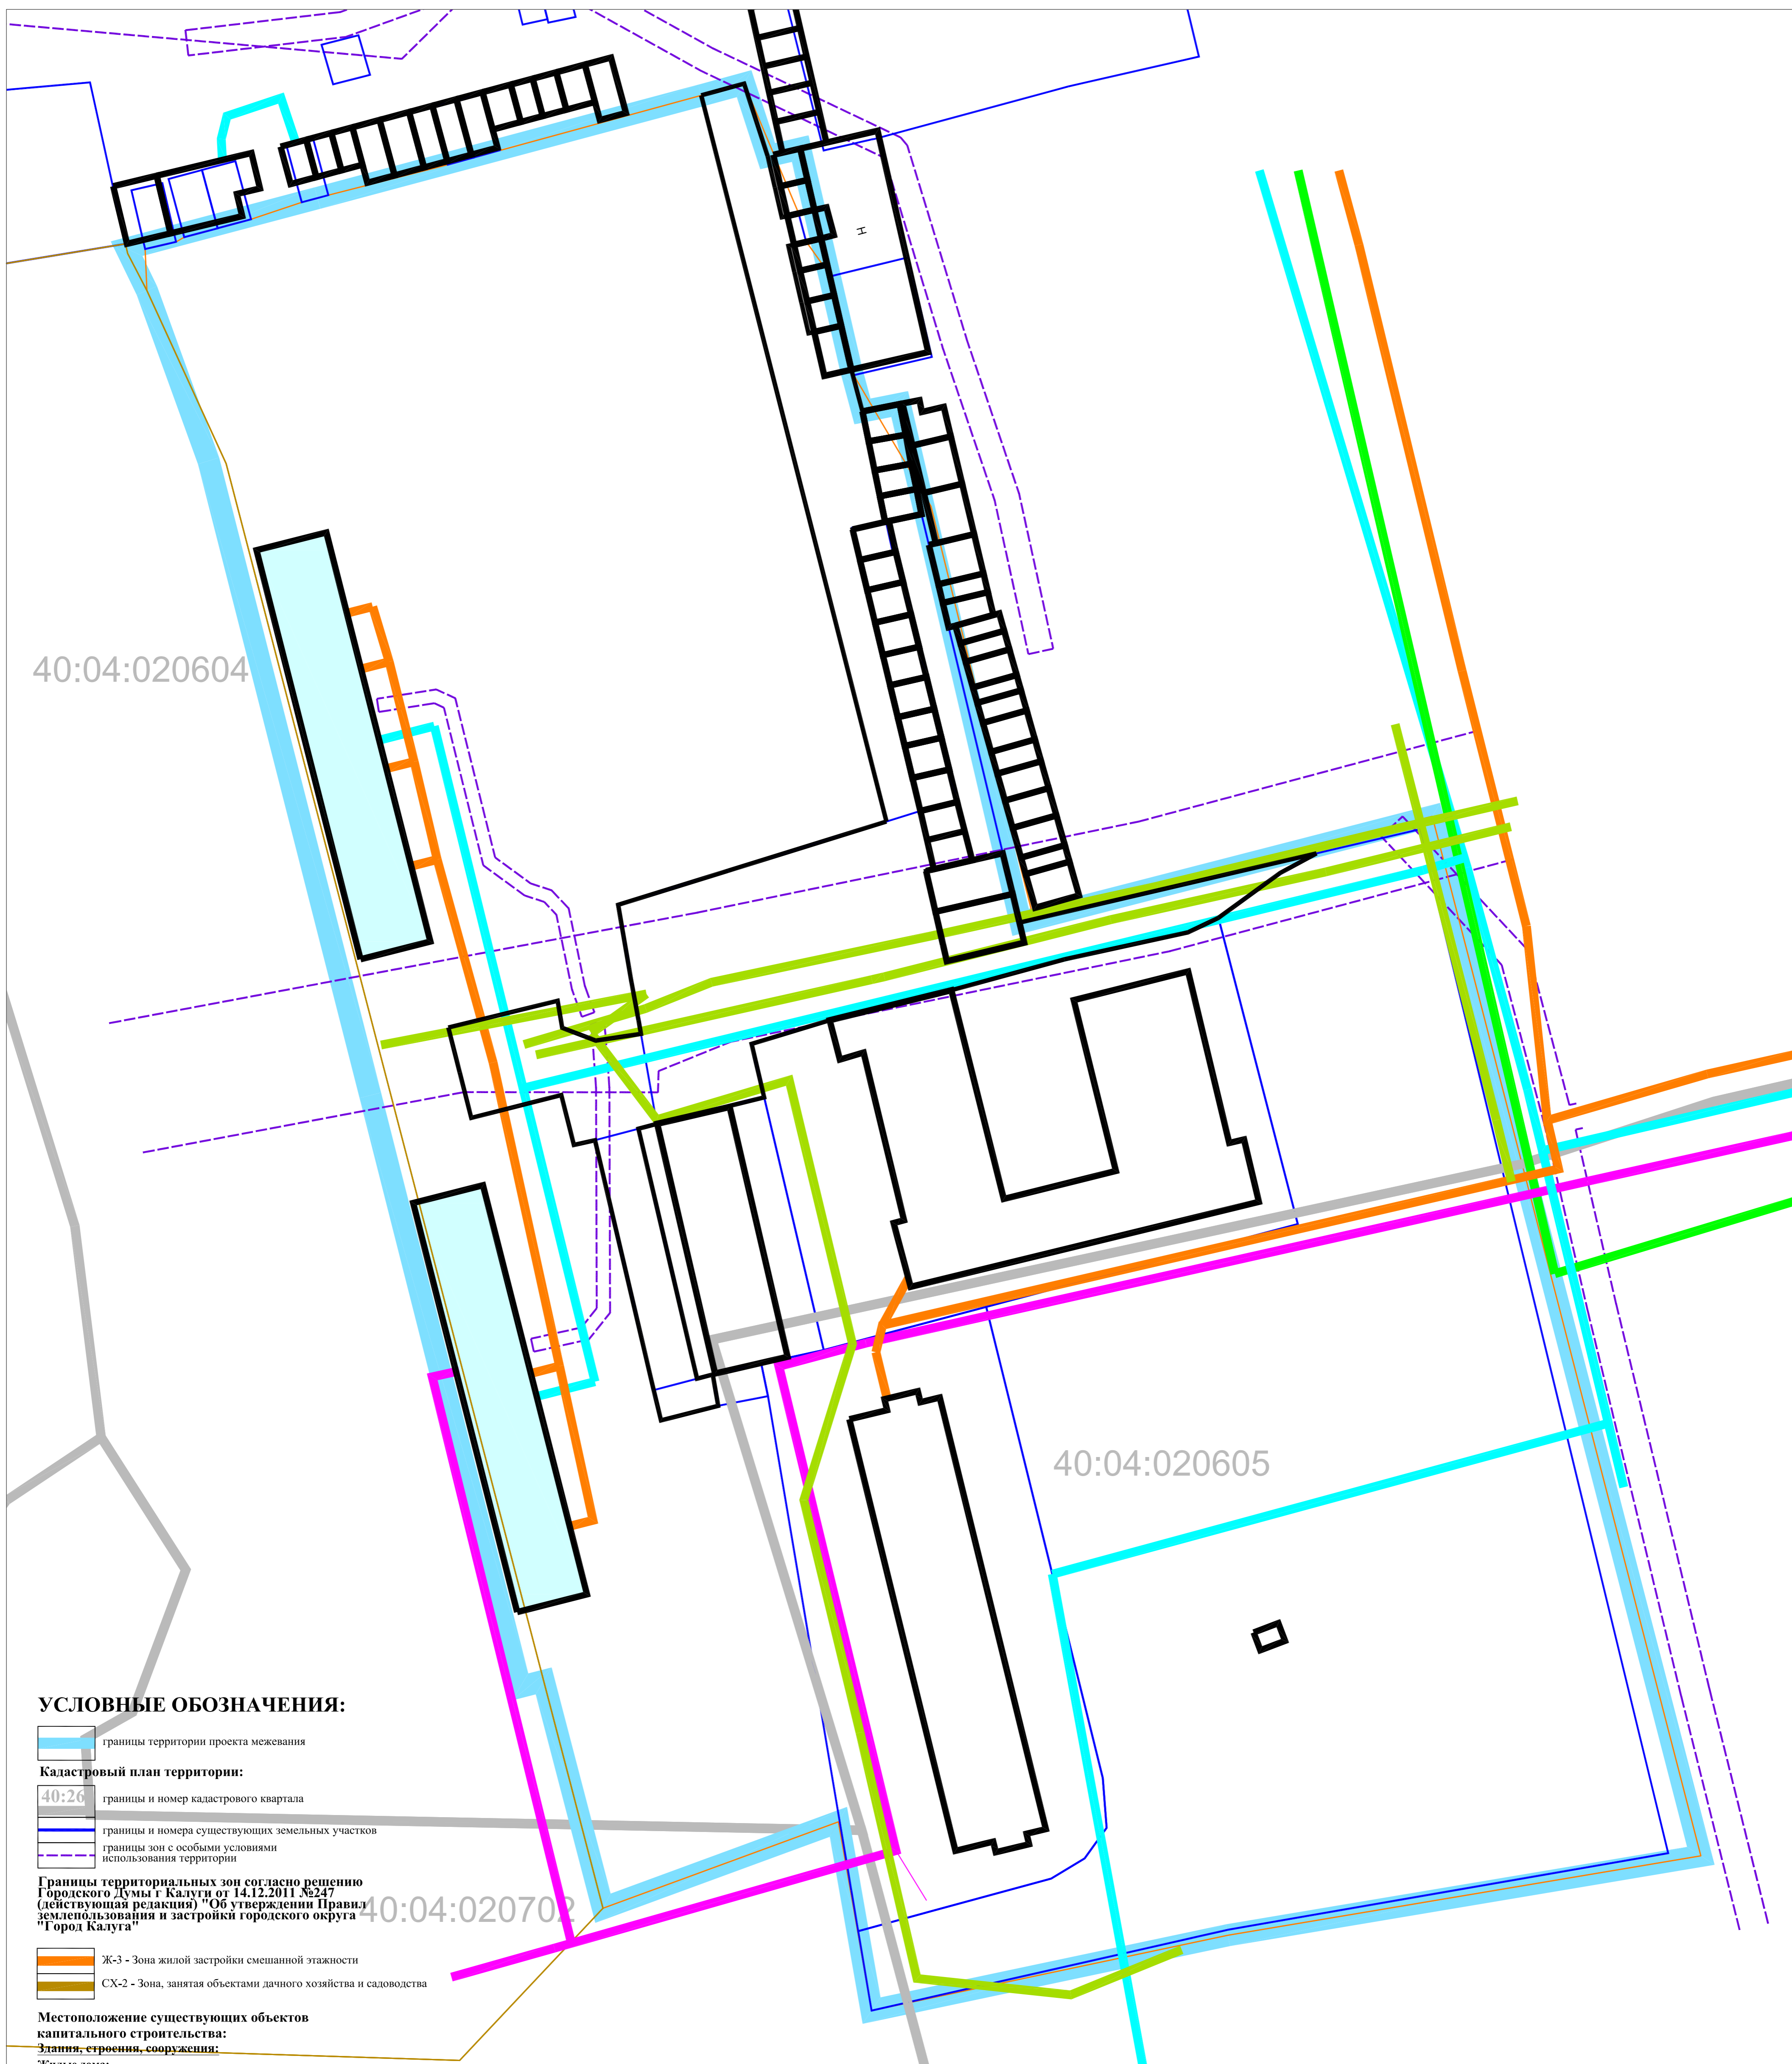 Н
40:04:020604
40:04:020605
УСЛОВНЫЕ ОБОЗНАЧЕНИЯ:
границы территории проекта межевания
Кадастровый план территории:
40:26
границы и номер кадастрового квартала
границы и номера существующих земельных участков
границы зон с особыми условиями
использования территории
Границы территориальных зон согласно решению
Городского Думы г Калуги от 14.12.2011 №247
(действующая редакция) "Об утверждении Правил
землепользования и застройки городского округа
"Город Калуга"
40:04:020702
Ж-3 - Зона жилой застройки смешанной этажности
СХ-2 - Зона, занятая объектами дачного хозяйства и садоводства
Местоположение существующих объектов
капитального строительства:
Здания, строения, сооружения:
Жилые дома: